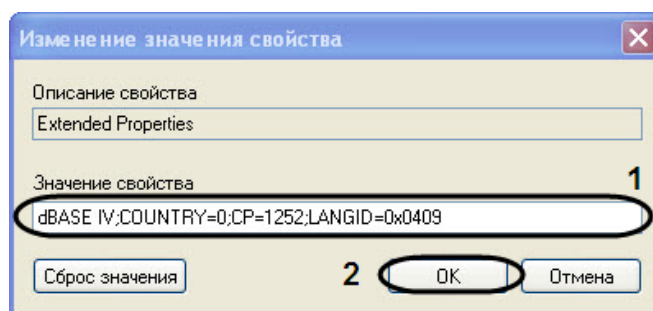 Изменение значения свойства
Описание свойства
Extended Properties
Значение свойства
1
dBASE IV;COUNTRY=0;CP=1252;LANGID=0x0409
Сброс значения
2
OK
Отмена